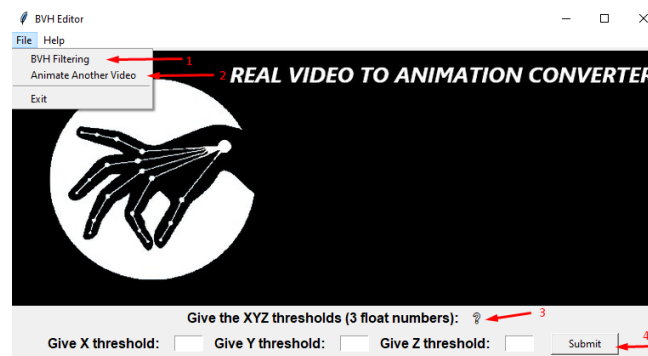 BVH Editor
File Help
BVH Filtering 1
Animate Another Video 2
REAL VIDEO TO ANIMATION CONVERTER
Exit
Give the XYZ thresholds (3 float numbers): ? 3
Give X threshold: Give Y threshold: Give Z threshold: Submit 4